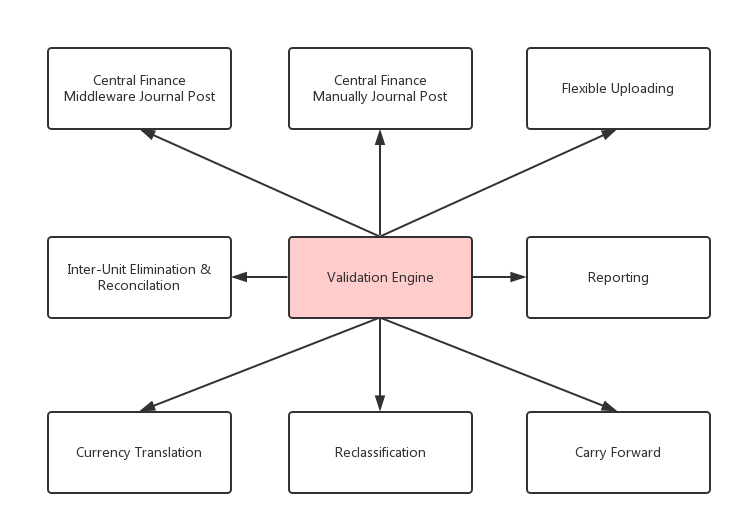 Central Finance
Middleware Journal Post
Central Finance
Manually Journal Post
Flexible Uploading
Inter-Unit Elimination &
Reconcilation
Validation Engine
Reporting
Currency Translation
Reclassification
Carry Forward